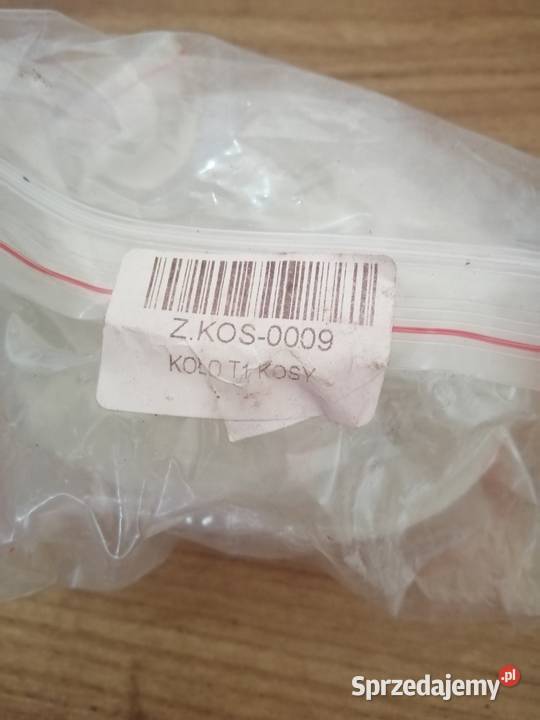 Z.KOS-0009
KOŁO T1 KOSY
Sprzedajemy.pl